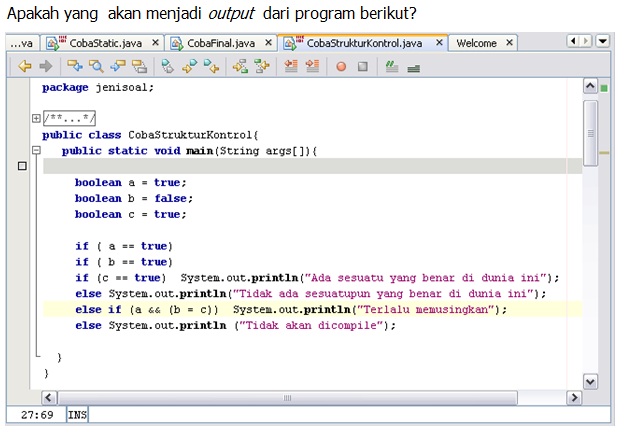 Apakah yang akan menjadi output dari program berikut?
...va CobaStatic.java CobaFinal.java CobaStrukturKontrol.java Welcome
package jenisoal;
/**...*/
public class CobaStrukturKontrol{
public static void main(String args[]){
boolean a = true;
boolean b = false;
boolean c = true;
if ( a == true)
if ( b == true)
if (c == true) System.out.println("Ada sesuatu yang benar di dunia ini");
else System.out.println("Tidak ada sesuatupun yang benar di dunia ini");
else if (a && (b = c)) System.out.println("Terlalu memusingkan");
else System.out.println ("Tidak akan dicompile");
}
}
27:69 INS